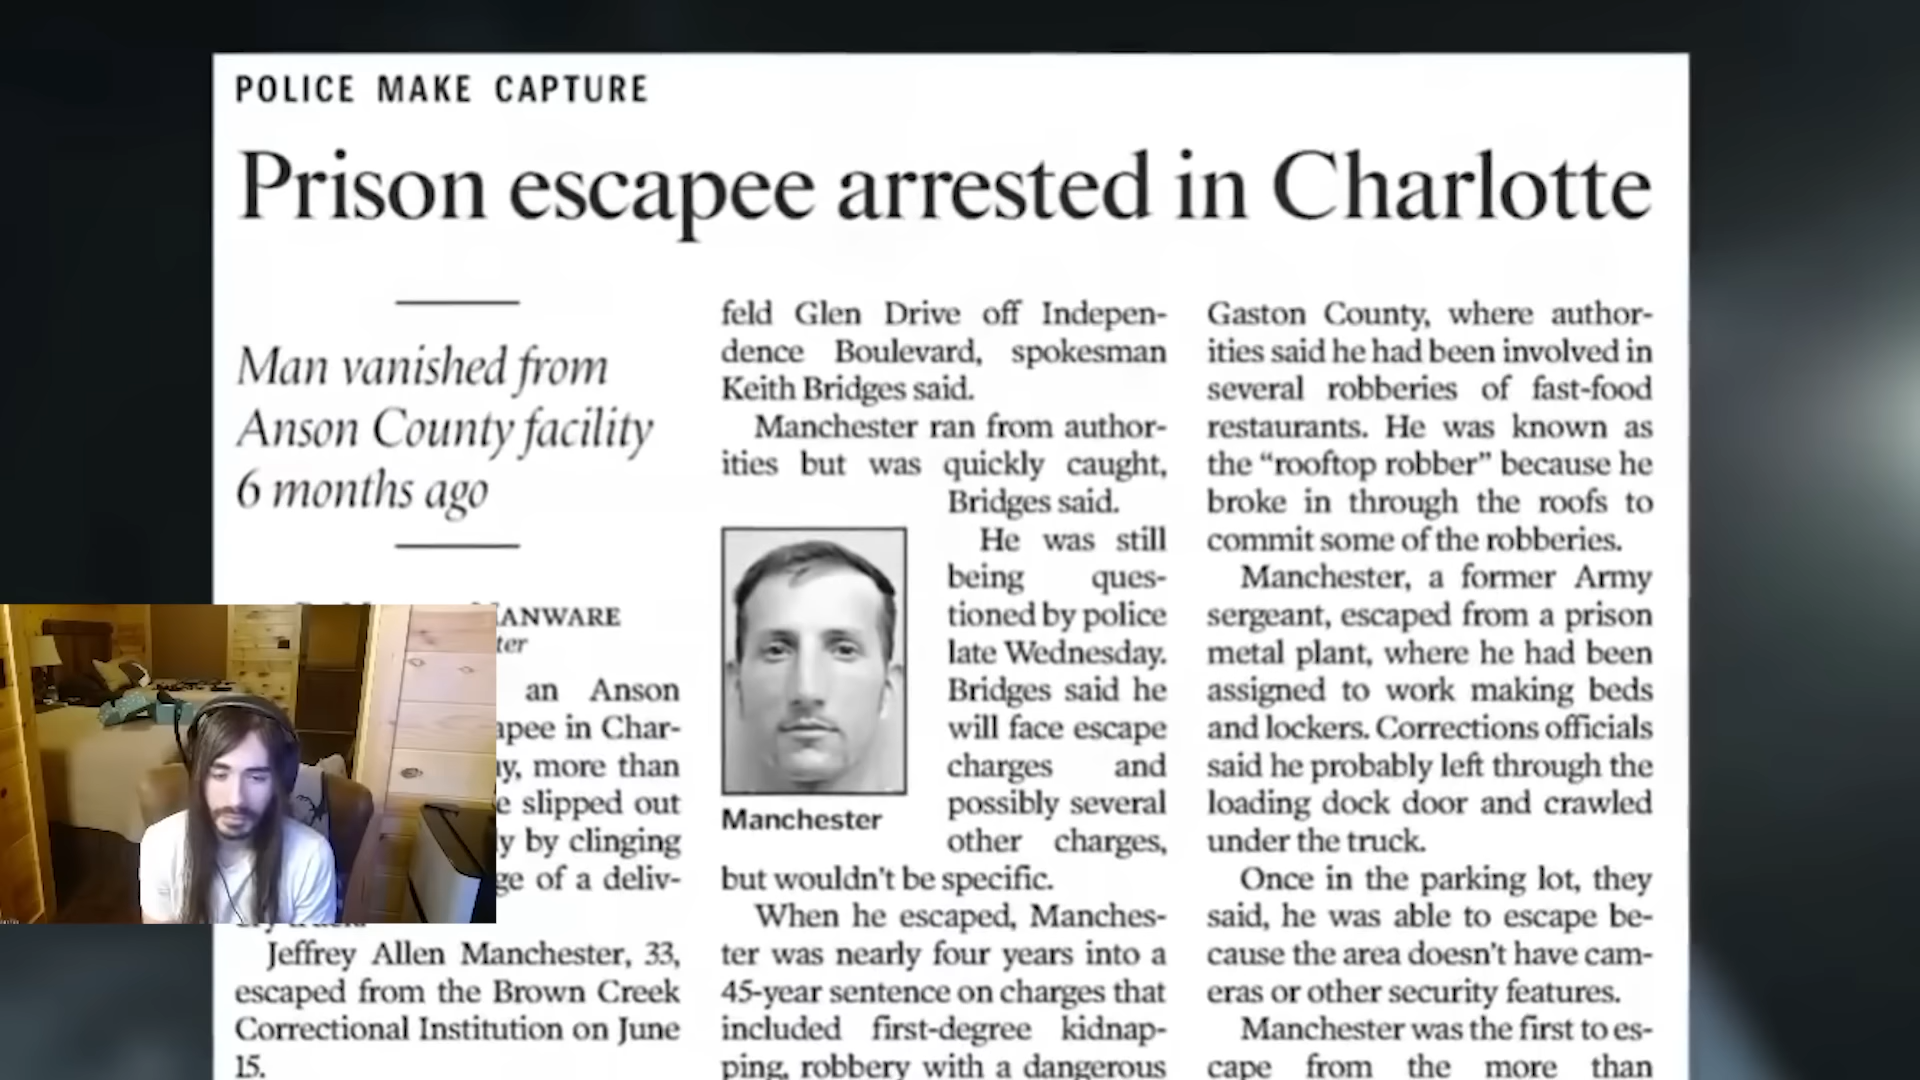 POLICE MAKE CAPTURE
Prison escapee arrested in Charlotte
Man vanished from
Anson County facility
6 months ago
ANWARE
ter
an Anson
apee in Char-
y, more than
e slipped out
y by clinging
ge of a deliv-
Jeffrey Allen Manchester, 33,
escaped from the Brown Creek
Correctional Institution on June
15.
feld Glen Drive off Indepen-
dence Boulevard, spokesman
Keith Bridges said.
Manchester ran from author-
ities but was quickly caught,
Bridges said.
He was still
being ques-
tioned by police
late Wednesday.
Bridges said he
will face escape
charges and
possibly several
other charges,
but wouldn't be specific.
Manchester
When he escaped, Manches-
ter was nearly four years into a
45-year sentence on charges that
included first-degree kidnap-
ping, robbery with a dangerous
Gaston County, where author-
ities said he had been involved in
several robberies of fast-food
restaurants. He was known as
the “rooftop robber” because he
broke in through the roofs to
commit some of the robberies.
Manchester, a former Army
sergeant, escaped from a prison
metal plant, where he had been
assigned to work making beds
and lockers. Corrections officials
said he probably left through the
loading dock door and crawled
under the truck.
Once in the parking lot, they
said, he was able to escape be-
cause the area doesn't have cam-
eras or other security features.
Manchester was the first to es-
cape from the more than